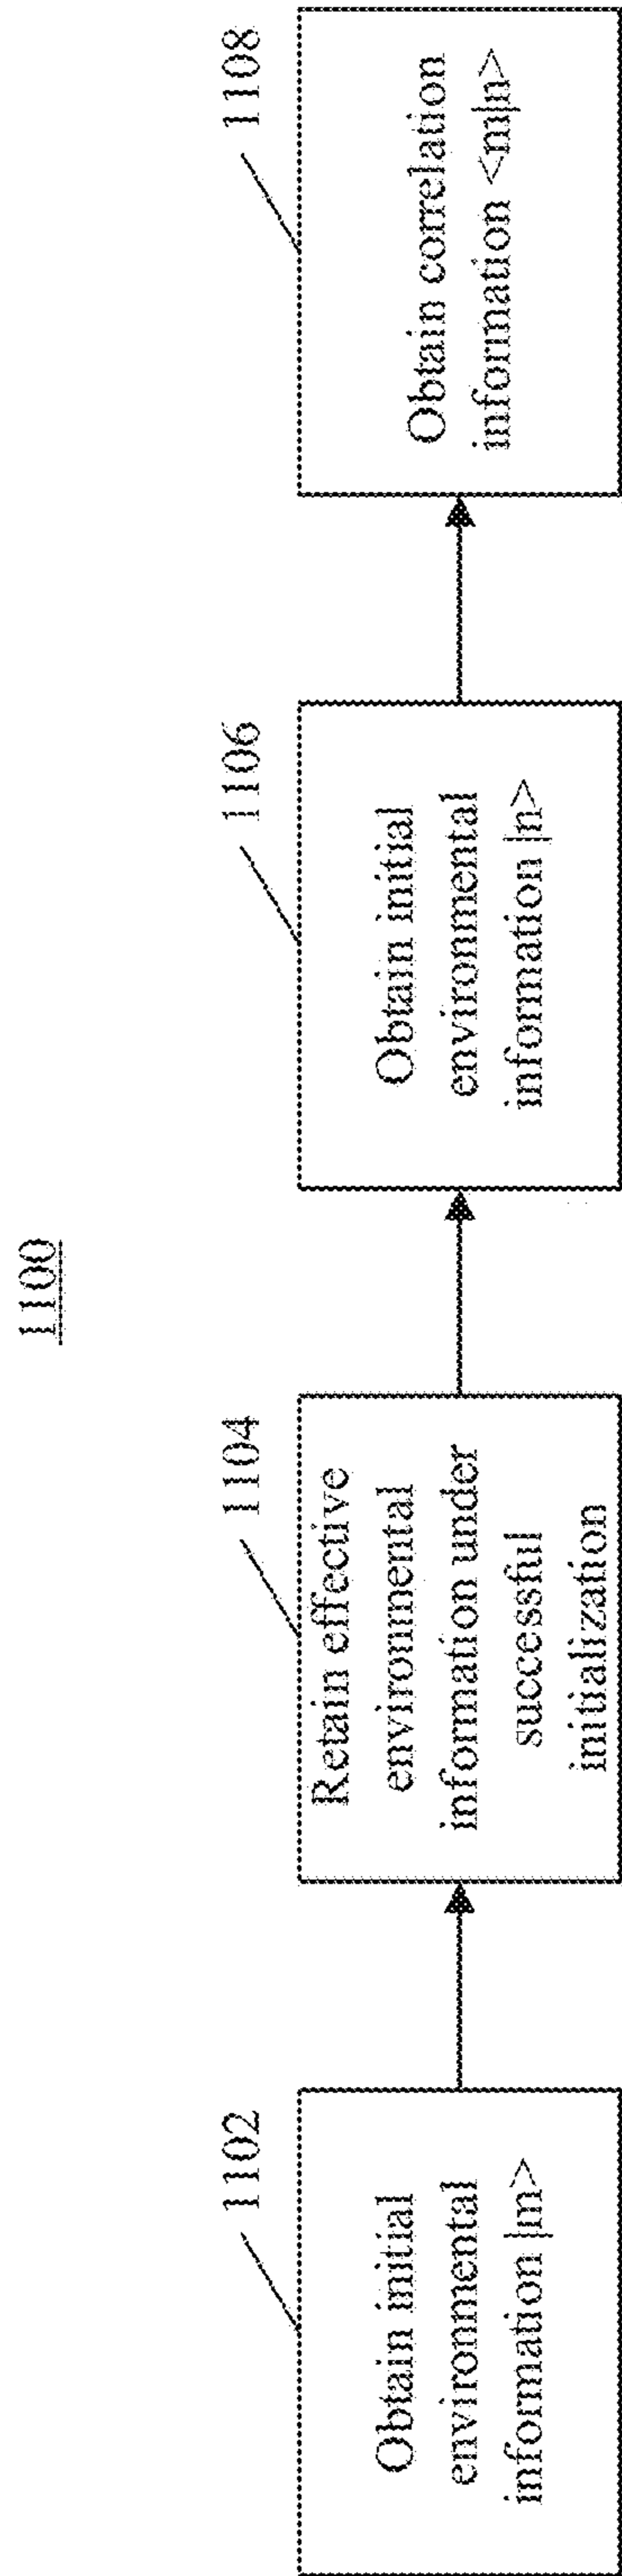 1100
1102
Obtain initial
environmental
information |m>
1104
Retain effective
environmental
information under
successful
initialization
1106
Obtain initial
environmental
information |n>
1108
Obtain correlation
information <m|n>